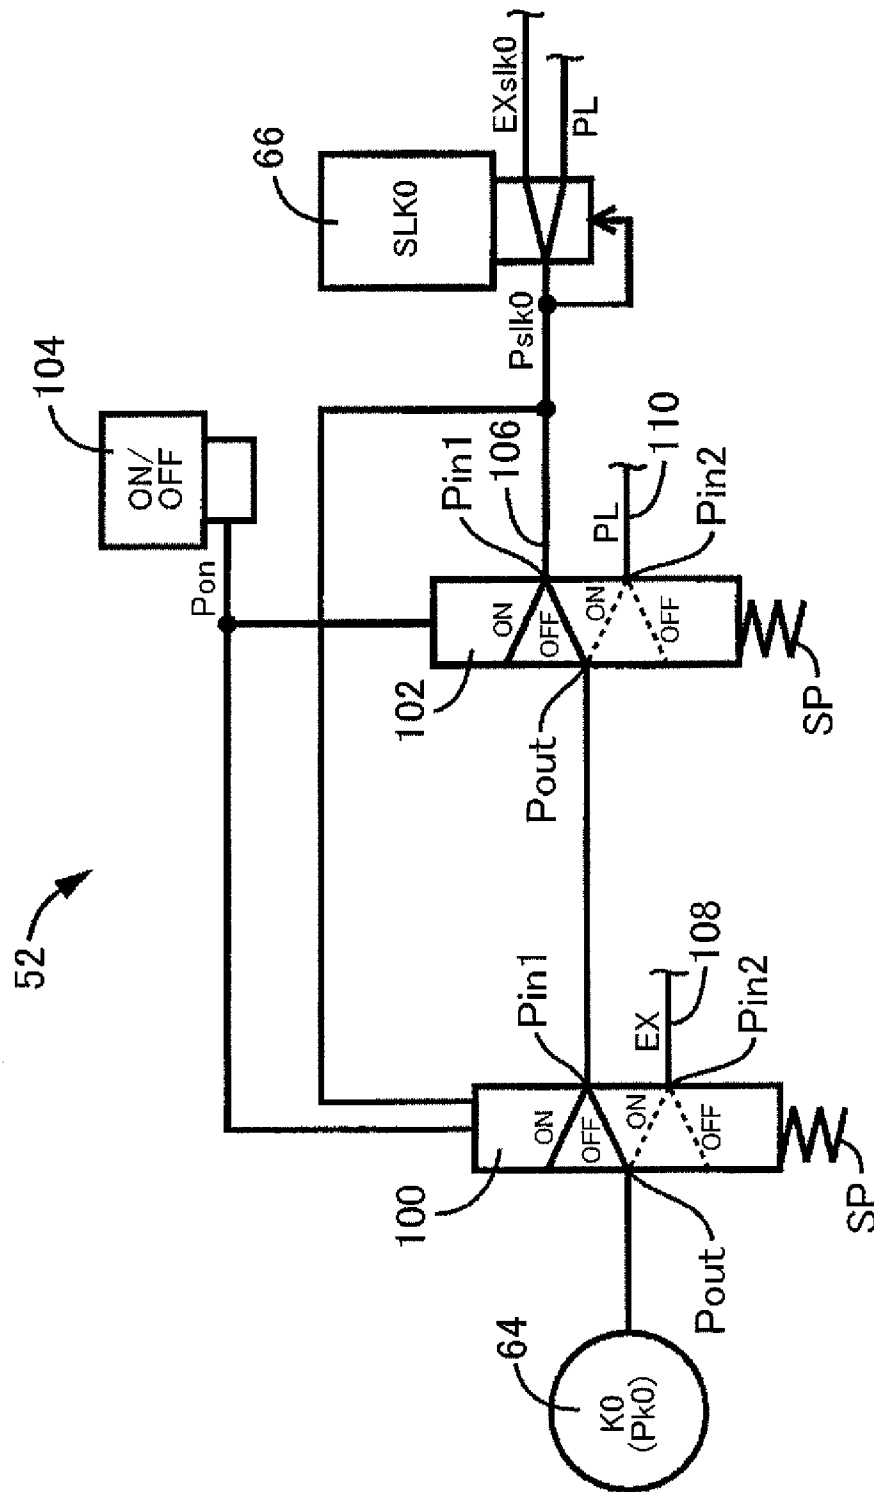 52
104
ON/
OFF
Pon
66
SLK0
EXslk0
PL
Pslk0
106
Pin1
102
ON
OFF
ON
OFF
PL
110
Pin2
Pout
SP
100
ON
OFF
ON
OFF
Pin1
EX
108
Pin2
Pout
SP
64
K0
(Pk0)